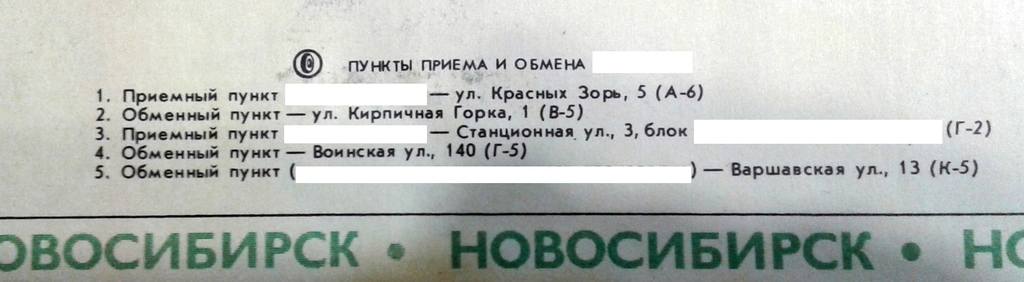 ПУНКТЫ ПРИЕМА И ОБМЕНА
1. Приемный пункт — ул. Красных Зорь, 5 (А-6)
2. Обменный пункт — ул. Кирпичная Горка, 1 (В-5)
3. Приемный пункт — Станционная ул., 3, блок (Г-2)
4. Обменный пункт — Воинская ул., 140 (Г-5)
5. Обменный пункт () — Варшавская ул., 13 (К-5)
ОВОСИБИРСК • НОВОСИБИРСК • НО